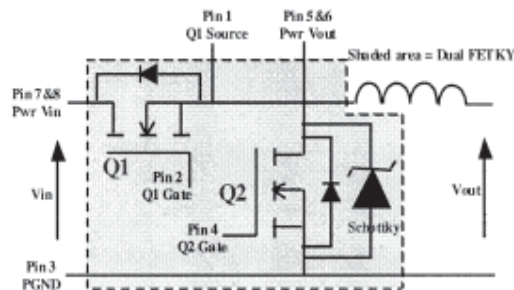 Pin 1
Q1 Source
Pin 5&6
Pwr Vout
Shaded area = Dual FETKY
Pin 7&8
Pwr Vin
Q1
Pin 2
Q1 Gate
Q2
Vin
Vout
Pin 4
Q2 Gate
Schottky
Pin 3
PGND